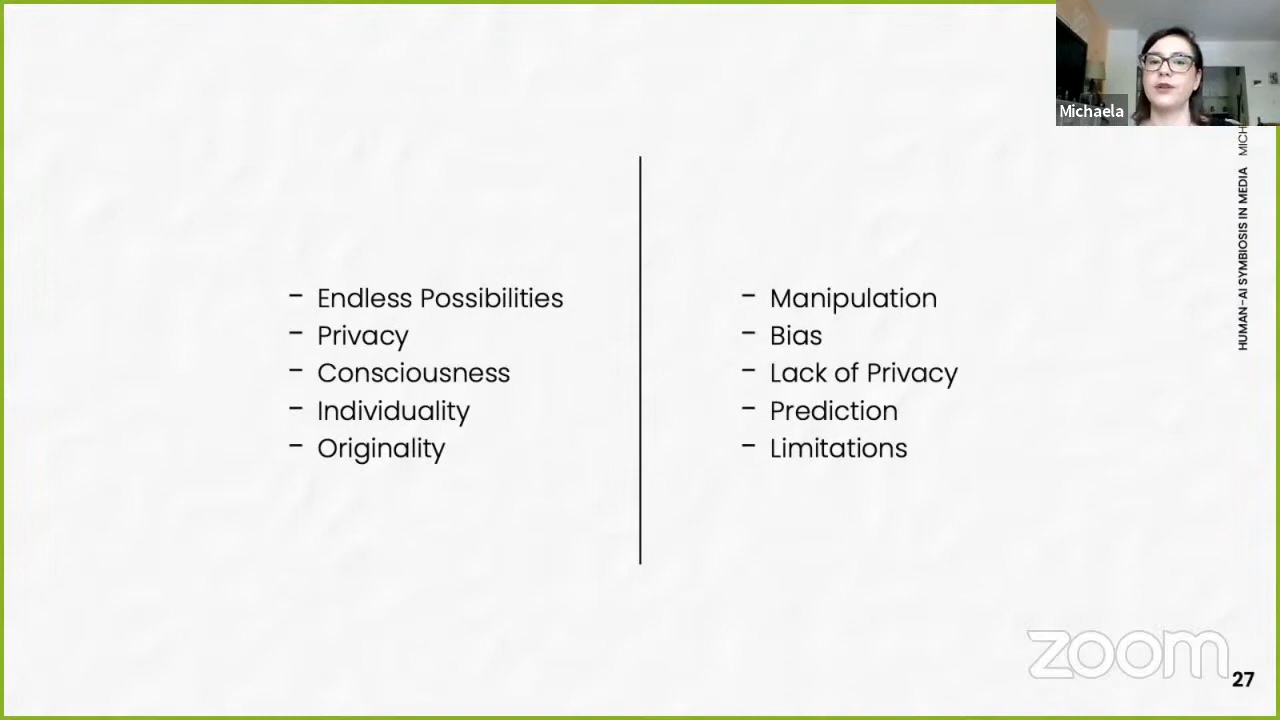 Michaela
HUMAN-AI SYMBIOSIS IN MEDIA MICH
- Endless Possibilities
- Privacy
- Consciousness
- Individuality
- Originality
- Manipulation
- Bias
- Lack of Privacy
- Prediction
- Limitations
zoom
27